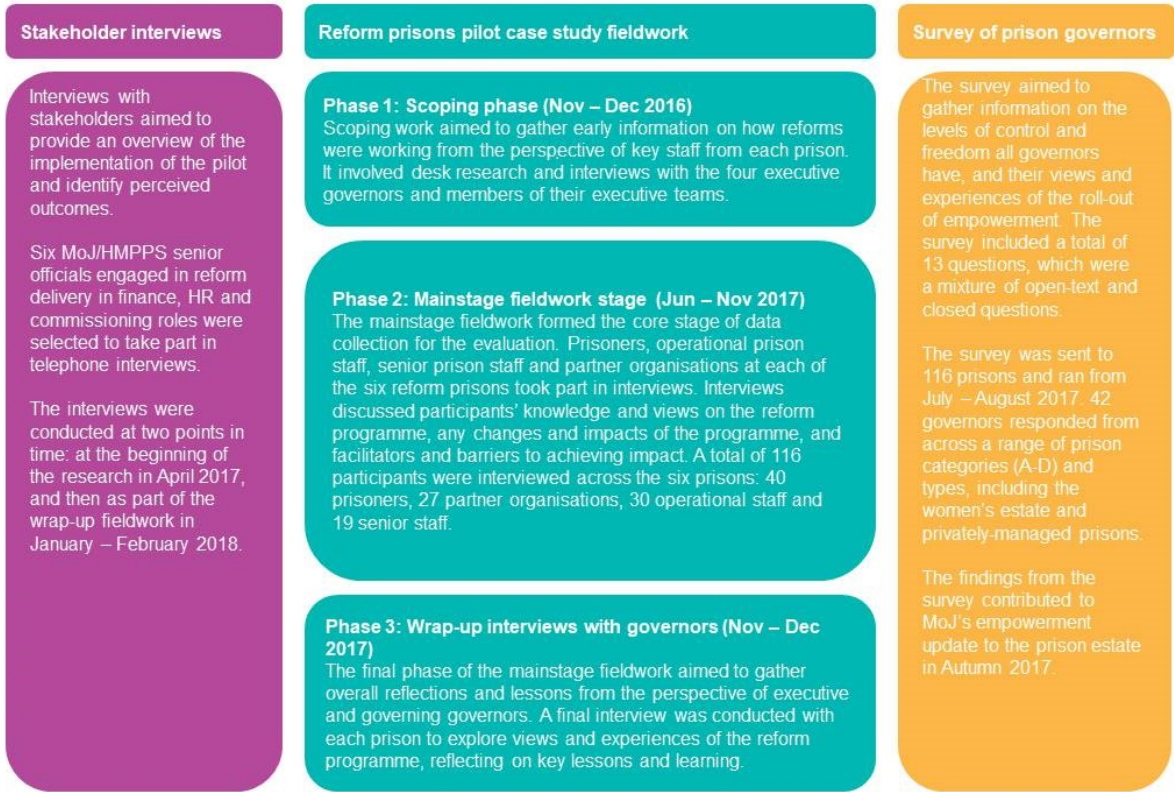 Stakeholder interviews
Interviews with
stakeholders aimed to
provide an overview of the
implementation of the pilot
and identify perceived
outcomes.
Six MoJ/HMPPS senior
officials engaged in reform
delivery in finance, HR and
commissioning roles were
selected to take part in
telephone interviews.
The interviews were
conducted at two points in
time: at the beginning of
the research in April 2017,
and then as part of the
wrap-up fieldwork in
January – February 2018.
Reform prisons pilot case study fieldwork
Phase 1: Scoping phase (Nov – Dec 2016)
Scoping work aimed to gather early information on how reforms
were working from the perspective of key staff from each prison.
It involved desk research and interviews with the four executive
governors and members of their executive teams.
Phase 2: Mainstage fieldwork stage (Jun – Nov 2017)
The mainstage fieldwork formed the core stage of data
collection for the evaluation. Prisoners, operational prison
staff, senior prison staff and partner organisations at each of
the six reform prisons took part in interviews. Interviews
discussed participants’ knowledge and views on the reform
programme, any changes and impacts of the programme, and
facilitators and barriers to achieving impact. A total of 116
participants were interviewed across the six prisons: 40
prisoners, 27 partner organisations, 30 operational staff and
19 senior staff.
Phase 3: Wrap-up interviews with governors (Nov – Dec
2017)
The final phase of the mainstage fieldwork aimed to gather
overall reflections and lessons from the perspective of executive
and governing governors. A final interview was conducted with
each prison to explore views and experiences of the reform
programme, reflecting on key lessons and learning.
Survey of prison governors
The survey aimed to
gather information on the
levels of control and
freedom all governors
have, and their views and
experiences of the roll-out
of empowerment. The
survey included a total of
13 questions, which were
a mixture of open-text and
closed questions.
The survey was sent to
116 prisons and ran from
July – August 2017. 42
governors responded from
across a range of prison
categories (A-D) and
types, including the
women’s estate and
privately-managed prisons.
The findings from the
survey contributed to
MoJ’s empowerment
update to the prison estate
in Autumn 2017.